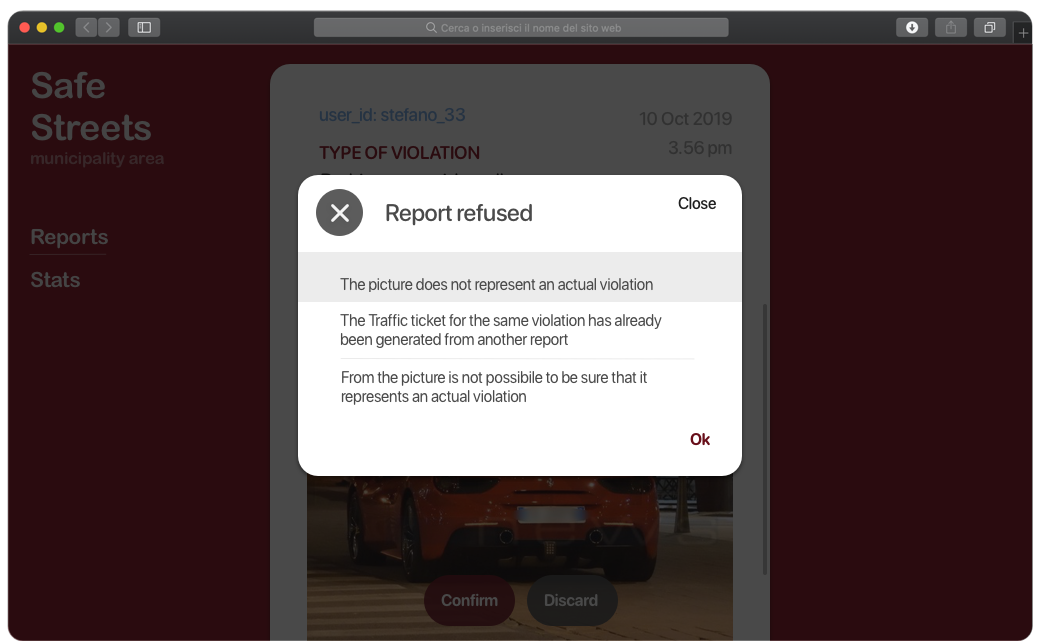 Cerca o inserisci il nome del sito web
Safe
Streets
municipality area
Reports
Stats
user_id: stefano_33
10 Oct 2019
TYPE OF VIOLATION
3.56 pm
Report refused
Close
The picture does not represent an actual violation
The Traffic ticket for the same violation has already
been generated from another report
From the picture is not possibile to be sure that it
represents an actual violation
Ok
Confirm
Discard